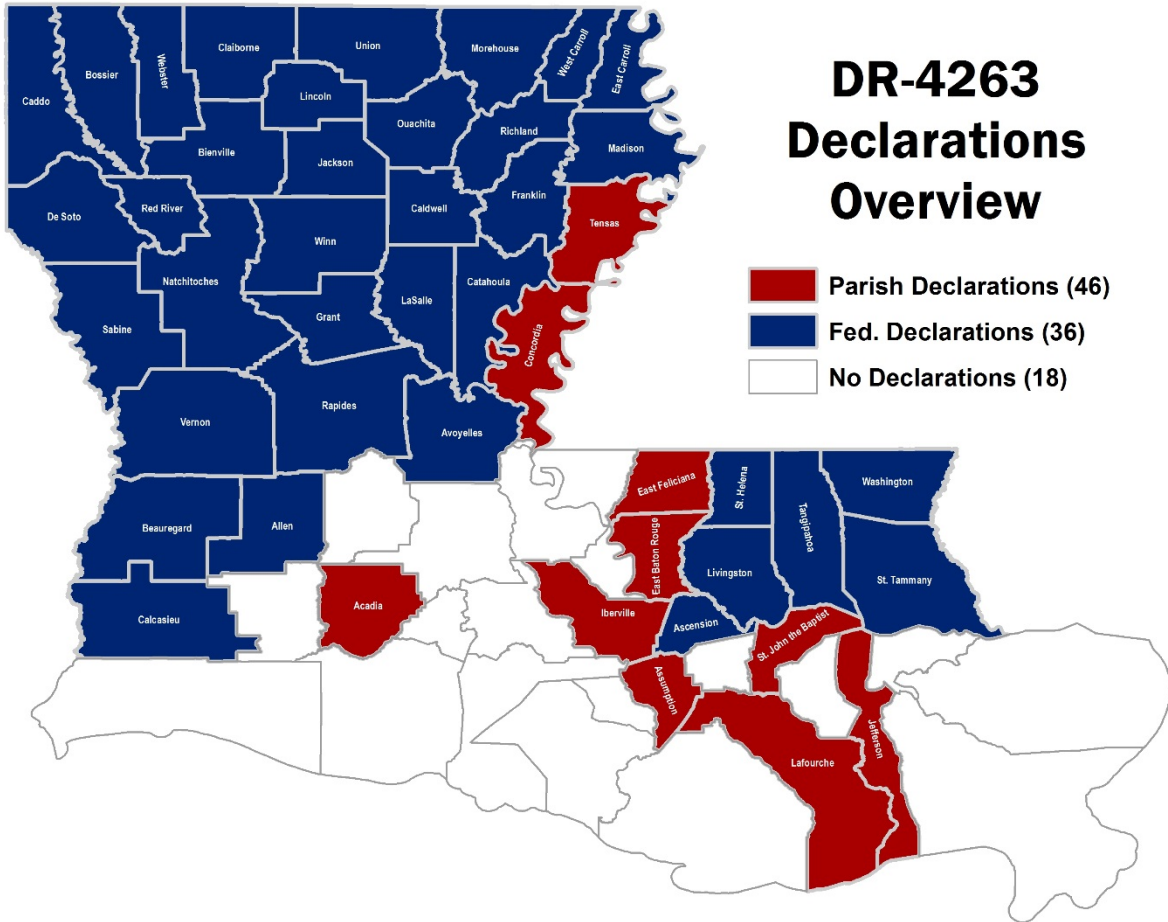 DR-4263
Declarations
Overview
Parish Declarations (46)
Fed. Declarations (36)
No Declarations (18)
Caddo
Bossier
Webster
Claiborne
Union
Morehouse
West Carroll
East Carroll
Lincoln
Ouachita
Richland
Madison
Bienville
Jackson
De Soto
Red River
Caldwell
Franklin
Tensas
Winn
Natchitoches
Sabine
Grant
LaSalle
Catahoula
Concordia
Vernon
Rapides
Avoyelles
Beauregard
Allen
East Feliciana
St. Helena
Tangipahoa
Washington
East Baton Rouge
Livingston
St. Tammany
Calcasieu
Acadia
Iberville
Ascension
St. John the Baptist
Assumption
Lafourche
Jefferson